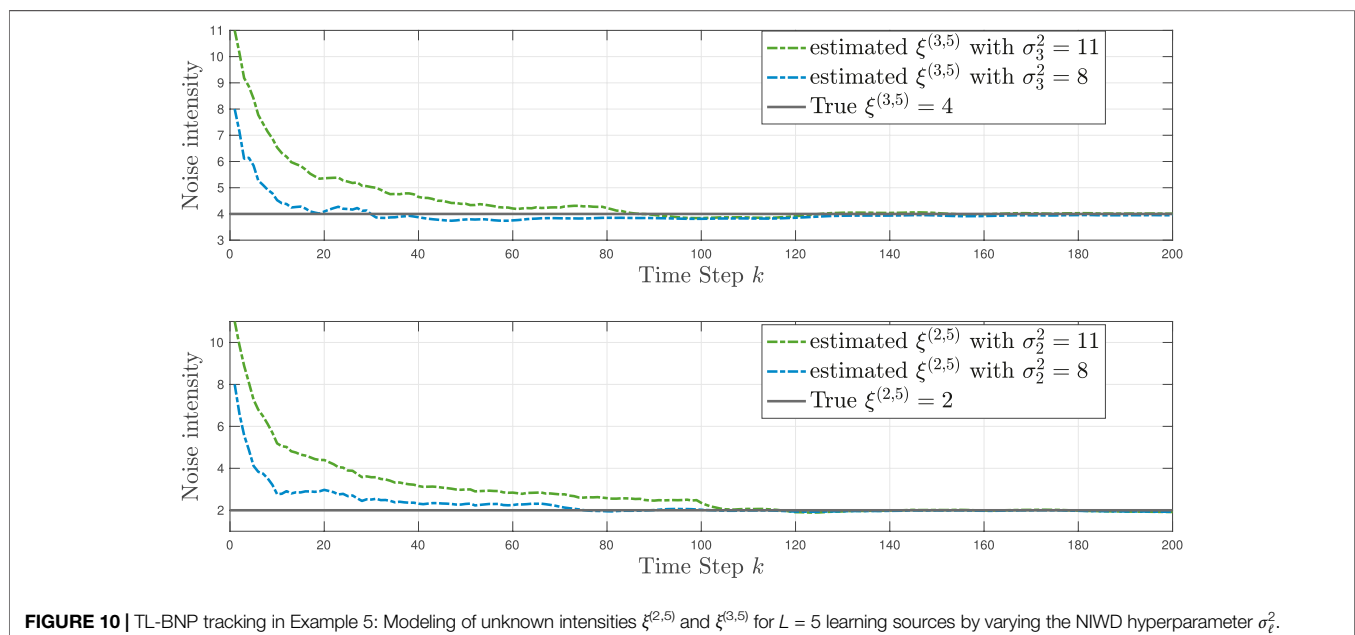 11
10
9
8
7
6
5
4
3
Noise intensity
0 20 40 60 80 100 120 140 160 180 200
Time Step k
estimated ξ^(3,5) with σ_3^2 = 11
estimated ξ^(3,5) with σ_3^2 = 8
True ξ^(3,5) = 4
10
8
6
4
2
Noise intensity
0 20 40 60 80 100 120 140 160 180 200
Time Step k
estimated ξ^(2,5) with σ_2^2 = 11
estimated ξ^(2,5) with σ_2^2 = 8
True ξ^(2,5) = 2
FIGURE 10 | TL-BNP tracking in Example 5: Modeling of unknown intensities ξ^(2,5) and ξ^(3,5) for L = 5 learning sources by varying the NIWD hyperparameter σ_ℓ^2.